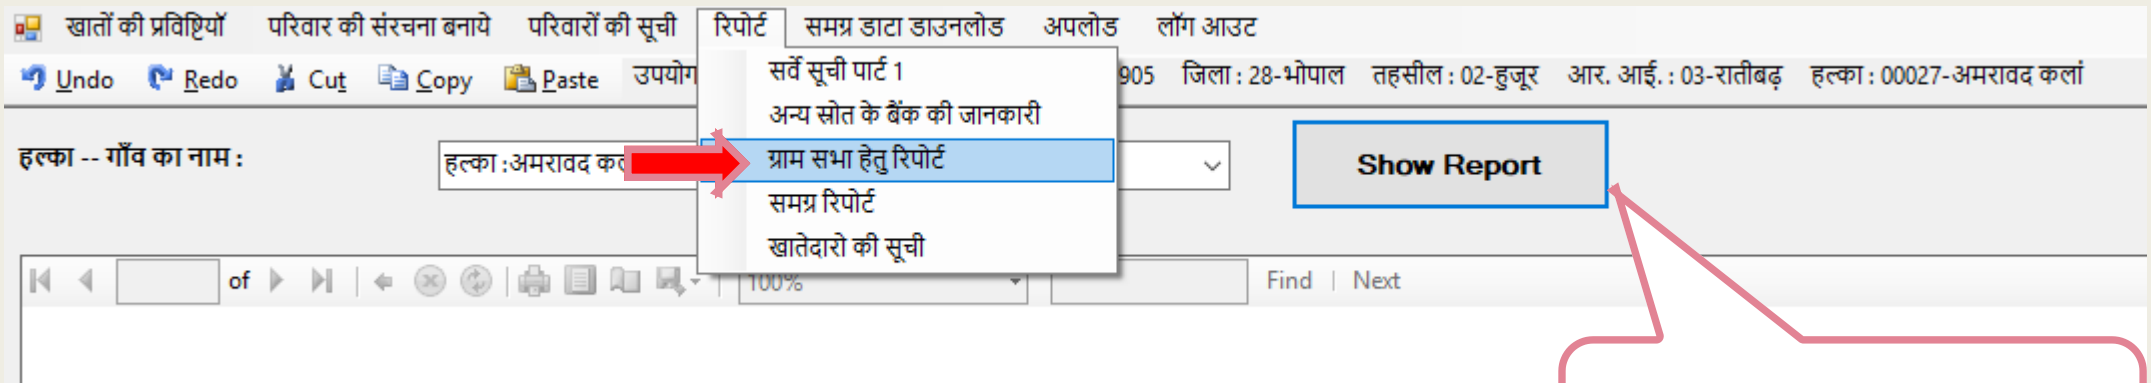 खातों की प्रविष्टियाँ परिवार की संरचना बनाये परिवारों की सूची रिपोर्ट समग्र डाटा डाउनलोड अपलोड लॉग आउट
Undo Redo Cut Copy Paste 905 जिला : 28-भोपाल तहसील : 02-हुजूर आर. आई. : 03-रातीबढ़ हल्का : 00027-अमरावद कलां
सर्वे सूची पार्ट 1
अन्य स्रोत के बैंक की जानकारी
ग्राम सभा हेतु रिपोर्ट
समग्र रिपोर्ट
खातेदारो की सूची
हल्का -- गाँव का नाम : हल्का :अमरावद Show Report
of 100% Find | Next